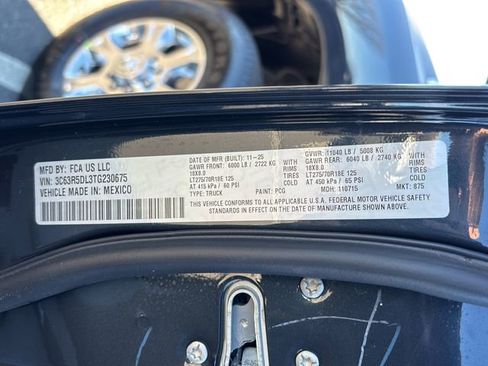 MFD BY: FCA US LLC
VIN: 3C63R5DL3TG230675
VEHICLE MADE IN: MEXICO
DATE OF MFR (BUILT): 11-25
GAWR FRONT: 6000 LB / 2722 KG
18X8.0
LT275/70R18E 125
AT 415 kPa / 60 PSI
TYPE: TRUCK
WITH
RIMS
TIRES
PAINT: PCG
GVWR: 11040 LB / 5008 KG
GAWR REAR: 6040 LB / 2740 KG
18X8.0
LT275/70R18E 125
AT 450 kPa / 65 PSI
MDH: 110715
WITH
RIMS
TIRES
MKT: 875
THIS VEHICLE CONFORMS TO ALL APPLICABLE U.S.A. FEDERAL MOTOR VEHICLE SAFETY
STANDARDS IN EFFECT ON THE DATE OF MANUFACTURE SHOWN ABOVE.